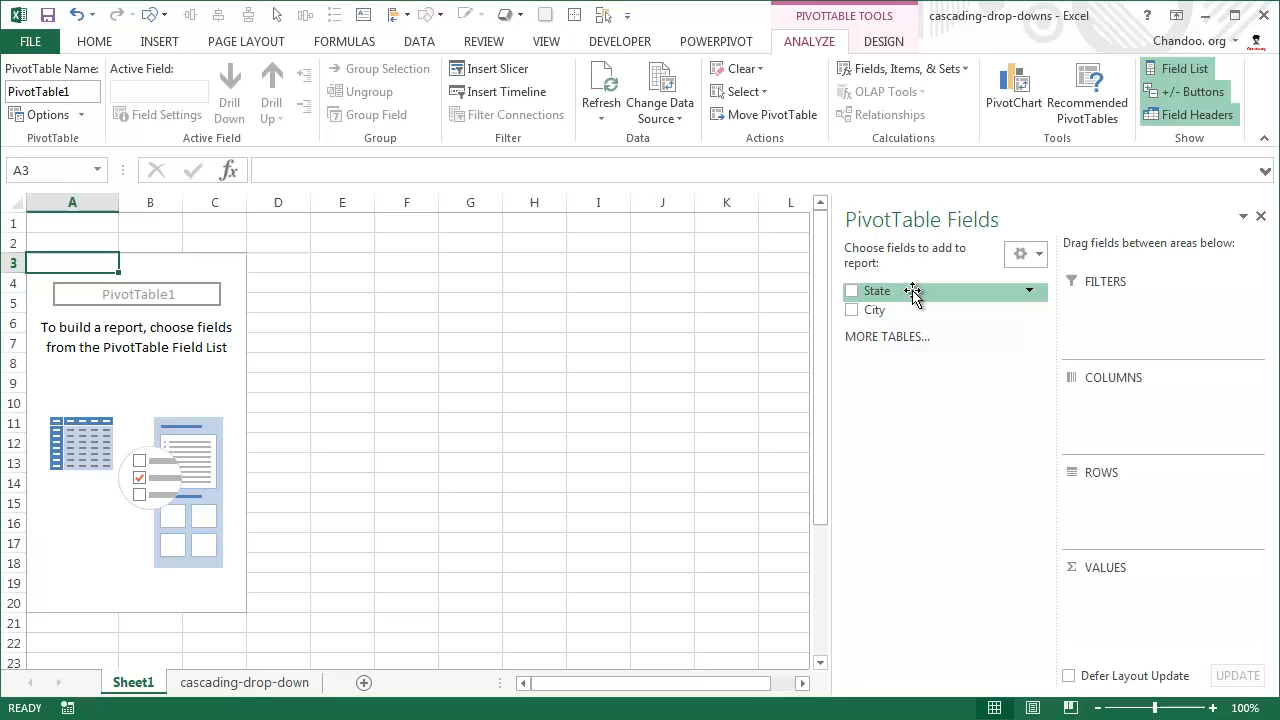 PIVOTTABLE TOOLS
cascading-drop-downs - Excel
?
FILE
HOME
INSERT
PAGE LAYOUT
FORMULAS
DATA
REVIEW
VIEW
DEVELOPER
POWERPIVOT
ANALYZE
DESIGN
Chandoo. org
PivotTable Name:
PivotTable1
Options
PivotTable
Active Field:
Field Settings
Drill Down
Drill Up
Active Field
Group Selection
Ungroup
Group Field
Group
Insert Slicer
Insert Timeline
Filter Connections
Filter
Refresh
Change Data Source
Data
Clear
Select
Move PivotTable
Actions
Fields, Items, & Sets
OLAP Tools
Relationships
Calculations
PivotChart
Recommended PivotTables
Tools
Field List
+/- Buttons
Field Headers
Show
A3
fx
A B C D E F G H I J K L
1
2
3
4
5
6
7
8
9
10
11
12
13
14
15
16
17
18
19
20
21
22
23
PivotTable1
To build a report, choose fields
from the PivotTable Field List
PivotTable Fields
Choose fields to add to
report:
State
City
MORE TABLES...
Drag fields between areas below:
FILTERS
COLUMNS
ROWS
Σ VALUES
Defer Layout Update
UPDATE
Sheet1
cascading-drop-down
READY
100%